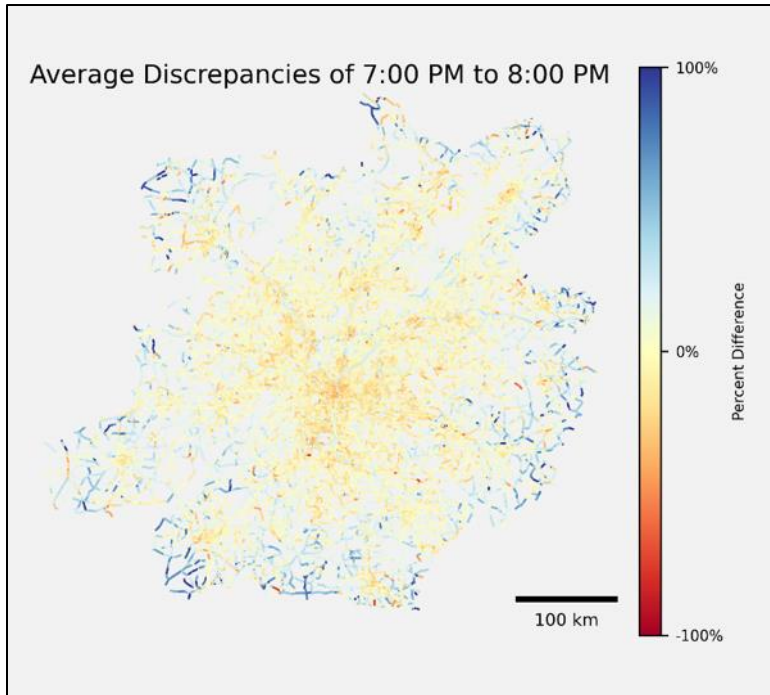 Average Discrepancies of 7:00 PM to 8:00 PM
100%
0%
-100%
Percent Difference
100 km